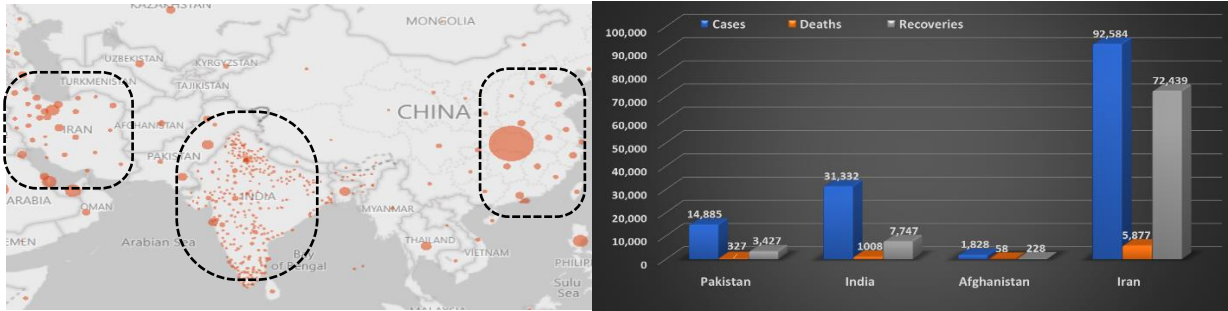 KAZAKHSTAN
MONGOLIA
UZBEKISTAN
KYRGYZSTAN
TURKMENISTAN
TAJIKISTAN
CHINA
IRAN
AFGHANISTAN
PAKISTAN
INDIA
ARABIA
OMAN
MYANMAR
EMEN
Arabian Sea
Bay
of Bengal
THAILAND
VIETNAM
PHILIP
Sulu
Sea
MALAYSIA
Cases Deaths Recoveries
100,000
90,000
80,000
70,000
60,000
50,000
40,000
30,000
20,000
10,000
0
14,885
327
3,427
31,332
1008
7,747
1,828
58
228
92,584
5,877
72,439
Pakistan India Afghanistan Iran